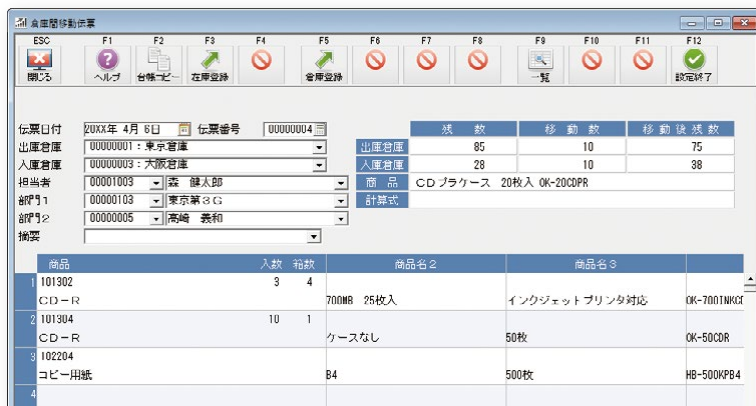 倉庫間移動伝票
ESC F1 F2 F3 F4 F5 F6 F7 F8 F9 F10 F11 F12
閉じる ヘルプ 台帳コピー 在庫登録 倉庫登録 一覧 設定終了
伝票日付 20XX年 4月 6日 伝票番号 00000004
残数 移動数 移動後残数
出庫倉庫 00000001:東京倉庫 出庫倉庫 85 10 75
入庫倉庫 00000003:大阪倉庫 入庫倉庫 28 10 38
担当者 00001003 森 健太郎 商品 CDプラケース 20枚入 OK-20CDPR
部門1 00000103 東京第3G 計算式
部門2 00000005 高崎 義和
摘要
商品 入数 箱数 商品名2 商品名3
1 101302 3 4
CD-R 700MB 25枚入 インクジェットプリンタ対応 OK-700INKCD
2 101304 10 1
CD-R ケースなし 50枚 OK-50CDR
3 102204
コピー用紙 B4 500枚 HB-500KPB4
4